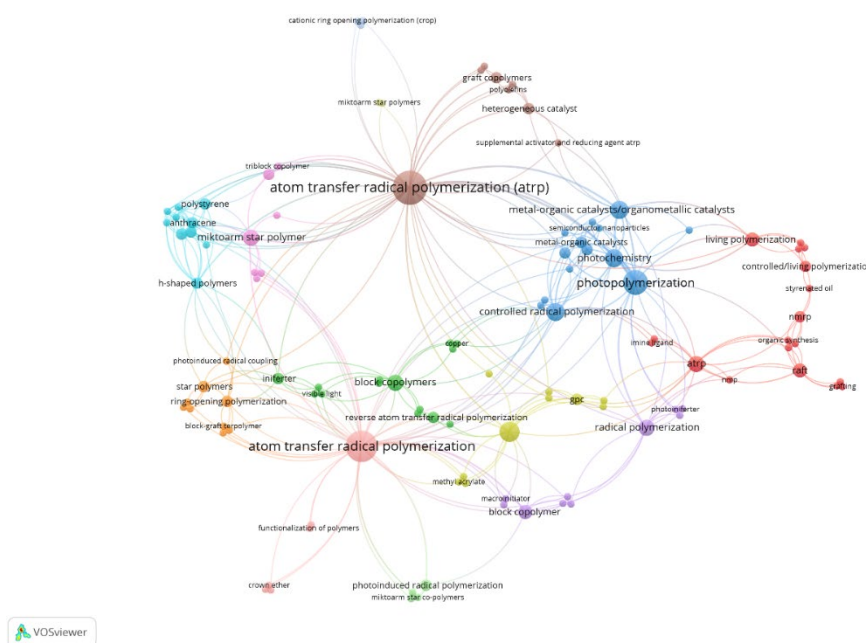 cationic ring opening polymerization (crop)
graft copolymers
polyolefins
miktoarm star polymers
heterogeneous catalyst
supplemental activator and reducing agent atrp
triblock copolymer
atom transfer radical polymerization (atrp)
polystyrene
metal-organic catalysts/organometallic catalysts
anthracene
semiconductor nanoparticles
miktoarm star polymer
metal-organic catalysts
living polymerization
photochemistry
controlled/living polymerization
h-shaped polymers
photopolymerization
styrenated oil
controlled radical polymerization
nmrp
imine ligand
organic synthesis
copper
photoinduced radical coupling
atrp
raft
iniferter
block copolymers
nmp
grafting
star polymers
visible light
ring-opening polymerization
gpc
photoiniferter
reverse atom transfer radical polymerization
block-graft terpolymer
radical polymerization
atom transfer radical polymerization
methyl acrylate
macroinitiator
block copolymer
functionalization of polymers
crown ether
photoinduced radical polymerization
miktoarm star co-polymers
VOSviewer